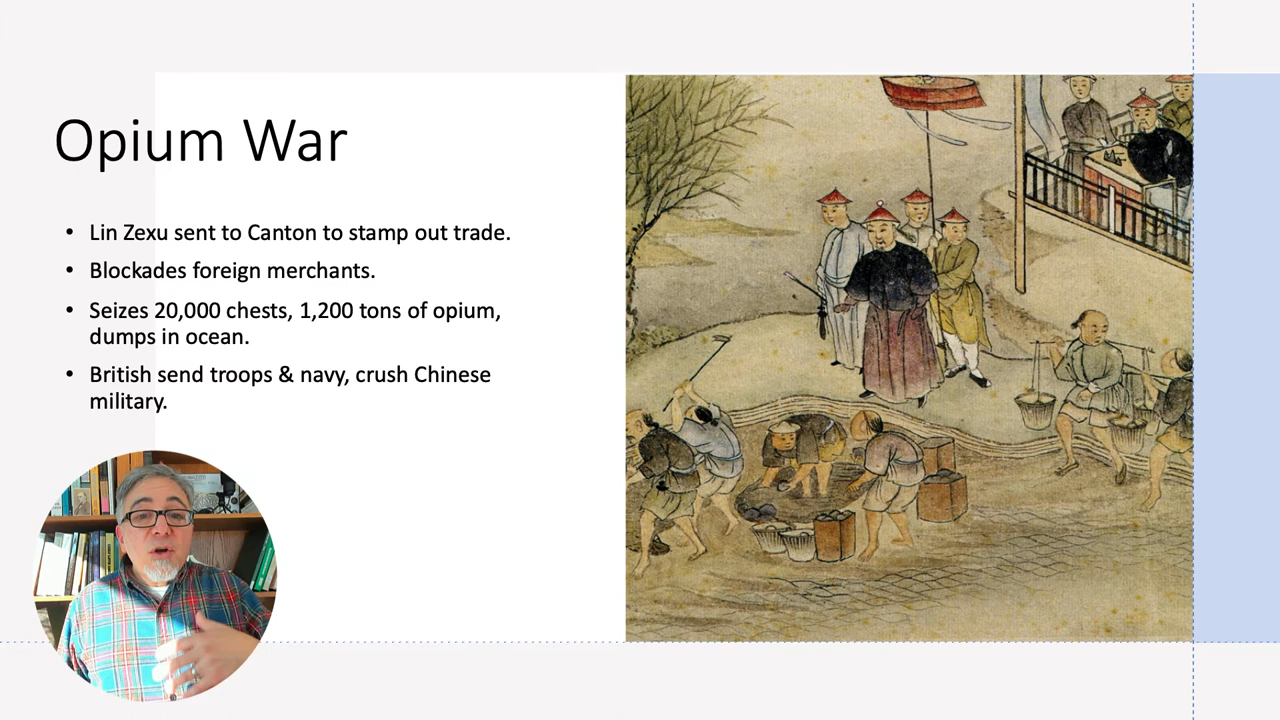 Opium War
• Lin Zexu sent to Canton to stamp out trade.
• Blockades foreign merchants.
• Seizes 20,000 chests, 1,200 tons of opium,
dumps in ocean.
• British send troops & navy, crush Chinese
military.